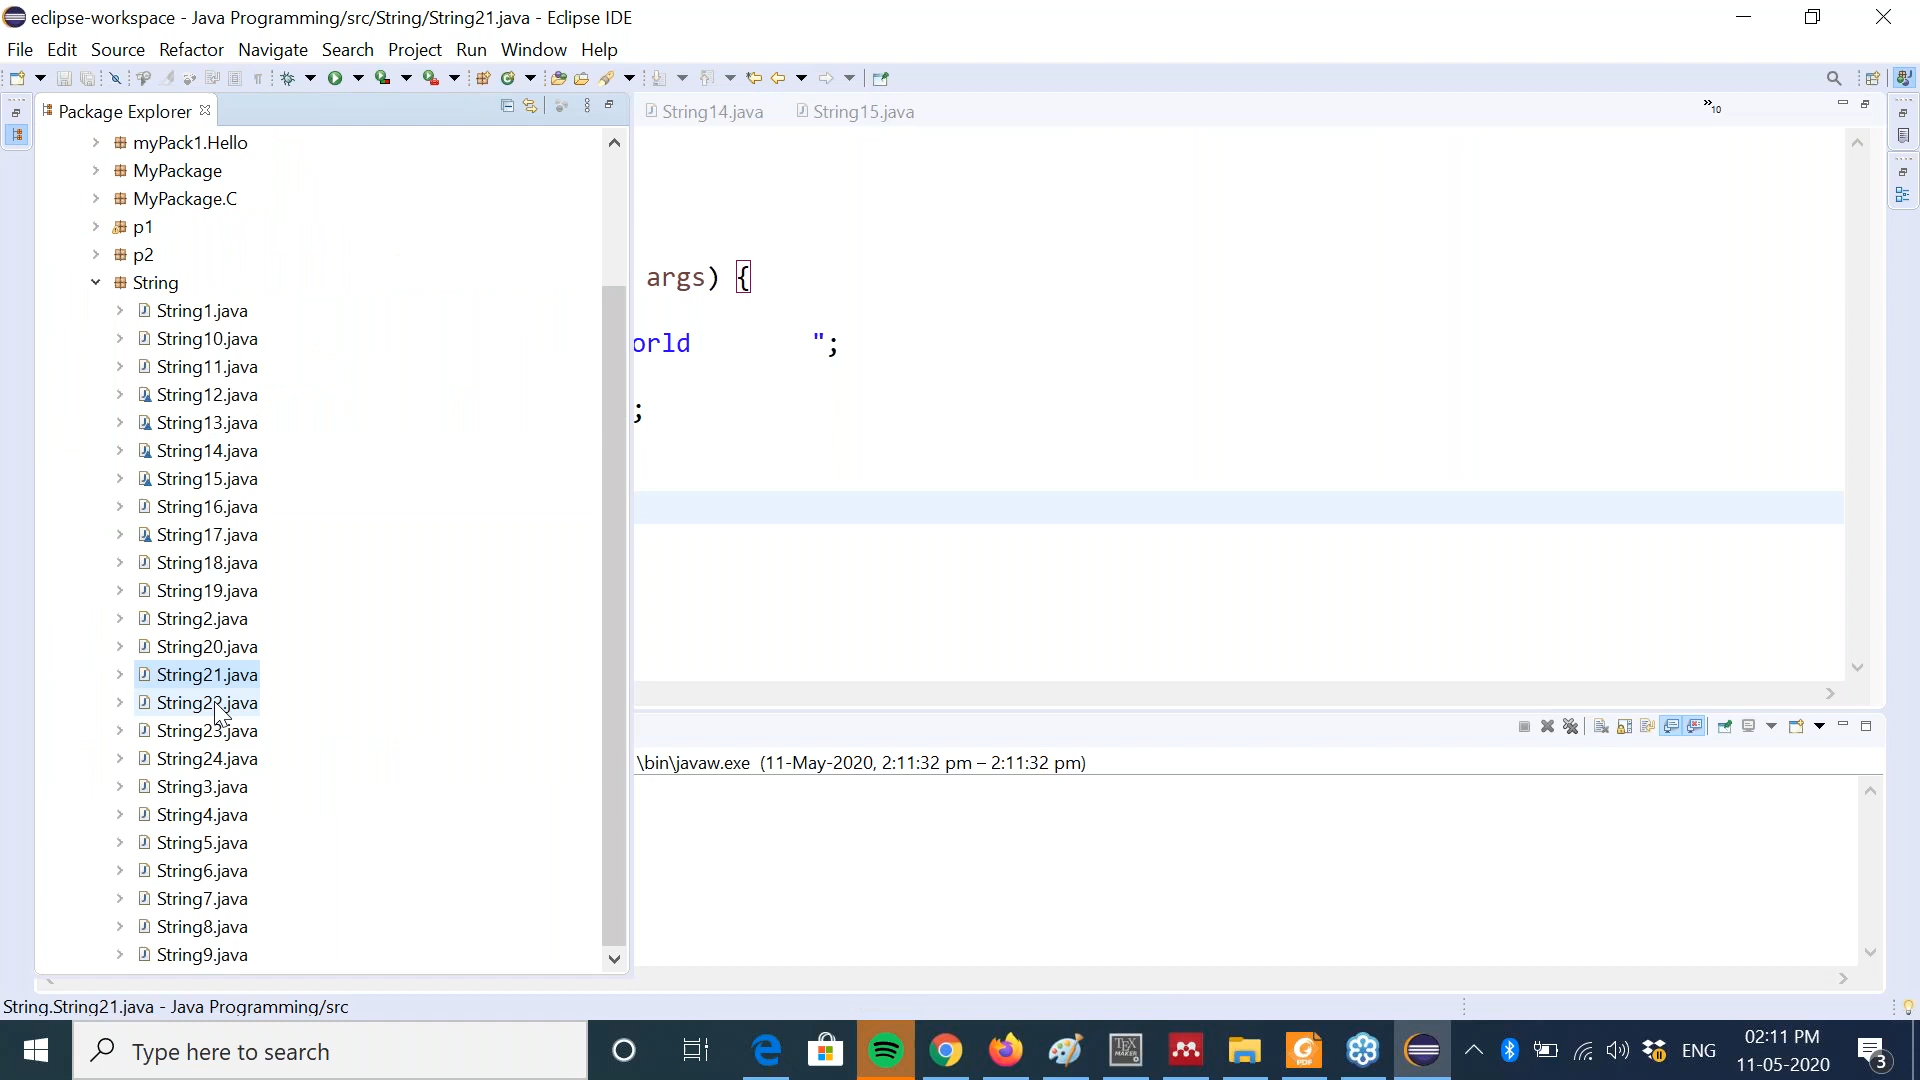 eclipse-workspace - Java Programming/src/String/String21.java - Eclipse IDE
File Edit Source Refactor Navigate Search Project Run Window Help
Package Explorer
String14.java
String15.java
10
myPack1.Hello
MyPackage
MyPackage.C
p1
p2
String
String1.java
String10.java
String11.java
String12.java
String13.java
String14.java
String15.java
String16.java
String17.java
String18.java
String19.java
String2.java
String20.java
String21.java
String22.java
String23.java
String24.java
String3.java
String4.java
String5.java
String6.java
String7.java
String8.java
String9.java
args) {
orld ";
;
\bin\javaw.exe (11-May-2020, 2:11:32 pm – 2:11:32 pm)
String.String21.java - Java Programming/src
Type here to search
TEX
MAKER
PDF
ENG
02:11 PM
11-05-2020
3